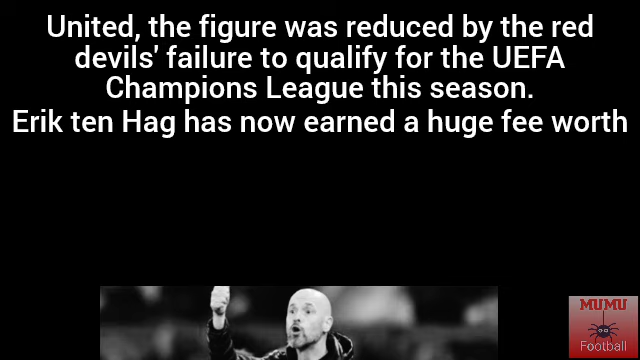 United, the figure was reduced by the red
devils' failure to qualify for the UEFA
Champions League this season.
Erik ten Hag has now earned a huge fee worth
MUMU
Football